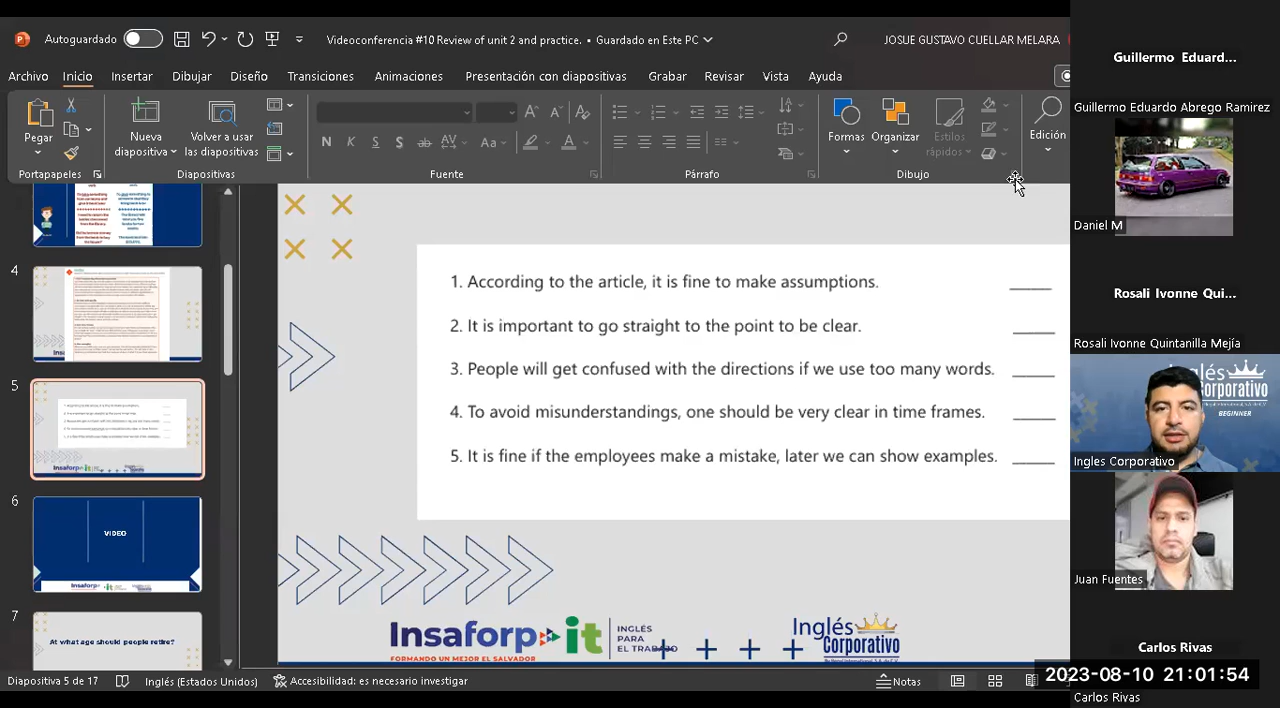 Autoguardado
Videoconferencia #10 Review of unit 2 and practice. • Guardado en Este PC
JOSUE GUSTAVO CUELLAR MELARA
Archivo Inicio Insertar Dibujar Diseño Transiciones Animaciones Presentación con diapositivas Grabar Revisar Vista Ayuda
Pegar
Nueva diapositiva
Volver a usar las diapositivas
Formas
Organizar
Estilos rápidos
Edición
N K S S ab AV Aa A
Portapapeles
Diapositivas
Fuente
Párrafo
Dibujo
4
5
6
VIDEO
7
At what age should people retire?
1. According to the article, it is fine to make assumptions. _____
2. It is important to go straight to the point to be clear. _____
3. People will get confused with the directions if we use too many words. _____
4. To avoid misunderstandings, one should be very clear in time frames. _____
5. It is fine if the employees make a mistake, later we can show examples. _____
Insaforp it
FORMANDO UN MEJOR EL SALVADOR
INGLÉS
PARA
EL TRABAJO
Inglés
Corporativo
Diapositiva 5 de 17
Inglés (Estados Unidos)
Accesibilidad: es necesario investigar
Notas
Guillermo Eduard...
Guillermo Eduardo Abrego Ramirez
Daniel M
Rosali Ivonne Qui...
Rosali Ivonne Quintanilla Mejía
BEGINNER
Ingles Corporativo
Juan Fuentes
Carlos Rivas
2023-08-10 21:01:54
Carlos Rivas